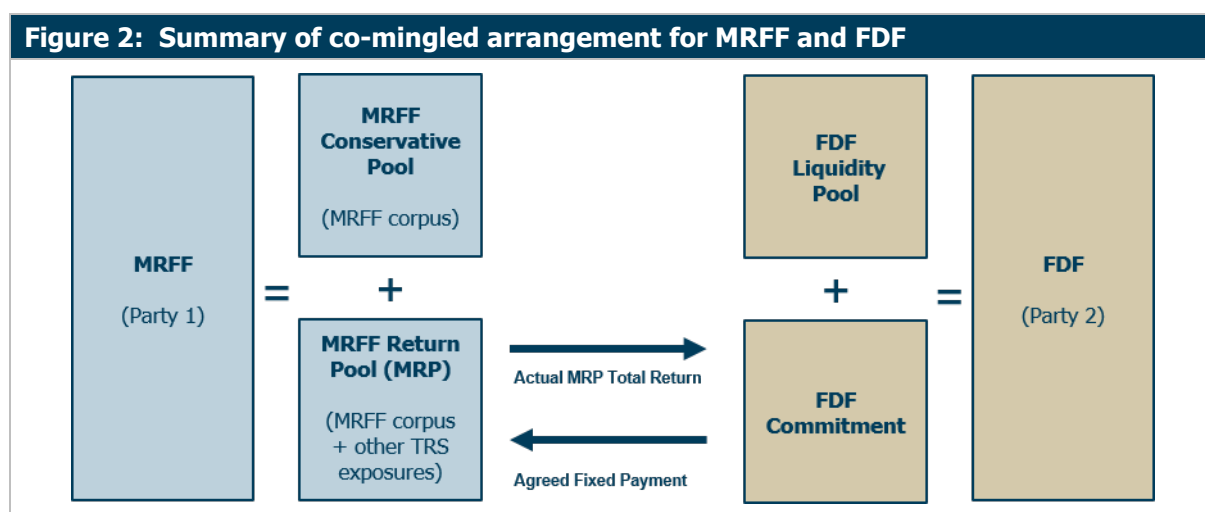 Figure 2:  Summary of co-mingled arrangement for MRFF and FDF
MRFF
(Party 1)
=
MRFF
Conservative
Pool
(MRFF corpus)
+
MRFF Return
Pool (MRP)
(MRFF corpus
+ other TRS
exposures)
Actual MRP Total Return
Agreed Fixed Payment
FDF
Liquidity
Pool
+
FDF
Commitment
=
FDF
(Party 2)